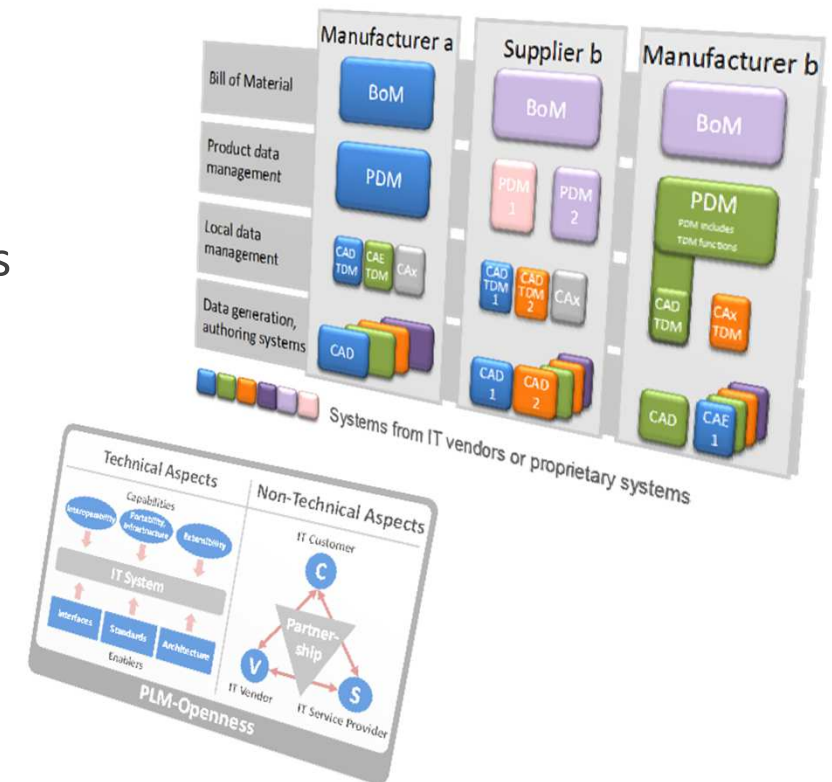 s
Manufacturer a
Supplier b
Manufacturer b
Bill of Material
BoM
BoM
BoM
Product data
management
PDM
PDM
1
PDM
2
PDM
PDM includes
TDM functions
Local data
management
CAD
TDM
CAE
TDM
CAx
CAD
TDM
1
CAD
TDM
2
CAx
CAD
TDM
CAx
TDM
Data generation,
authoring systems
CAD
CAD
1
CAD
2
CAD
CAE
1
Systems from IT vendors or proprietary systems
Technical Aspects
Capabilities
Interoperability
Portability,
Infrastructure
Extensibility
IT System
Interfaces
Standards
Architecture
Enablers
Non-Technical Aspects
IT Customer
C
Partner-
ship
V
IT Vendor
S
IT Service Provider
PLM-Openness